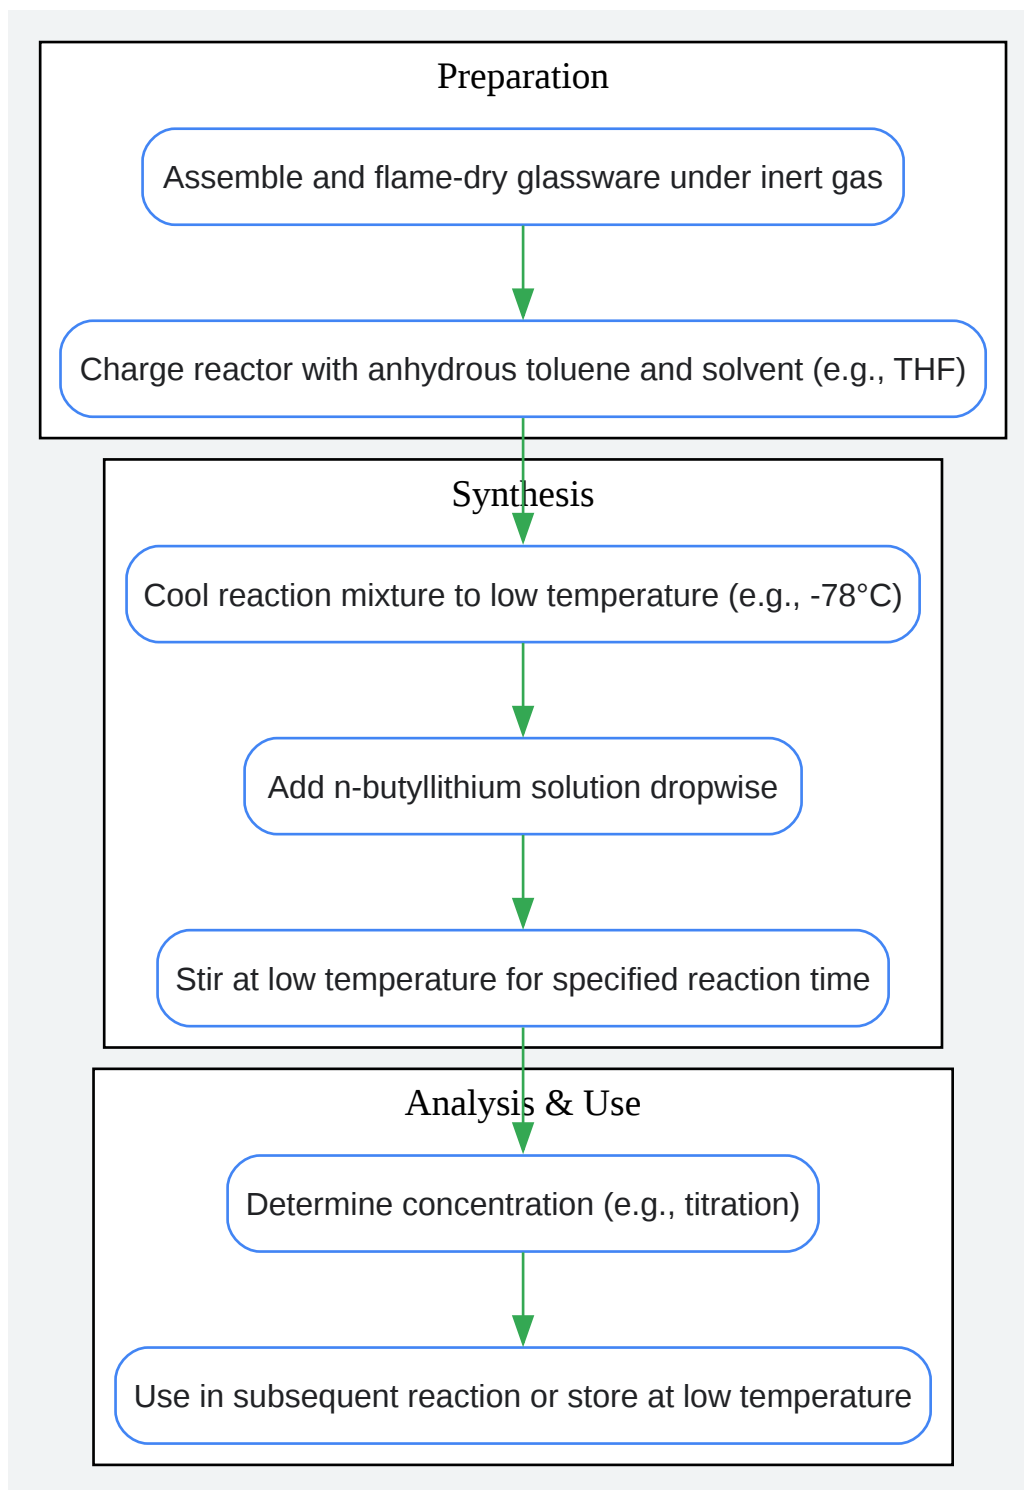 Preparation
Assemble and flame-dry glassware under inert gas
Charge reactor with anhydrous toluene and solvent (e.g., THF)
Synthesis
Cool reaction mixture to low temperature (e.g., -78°C)
Add n-butyllithium solution dropwise
Stir at low temperature for specified reaction time
Analysis & Use
Determine concentration (e.g., titration)
Use in subsequent reaction or store at low temperature